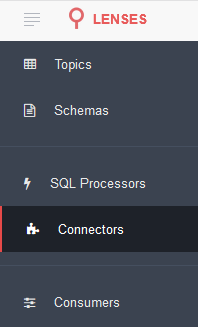 LENSES
Topics
Schemas
SQL Processors
Connectors
Consumers